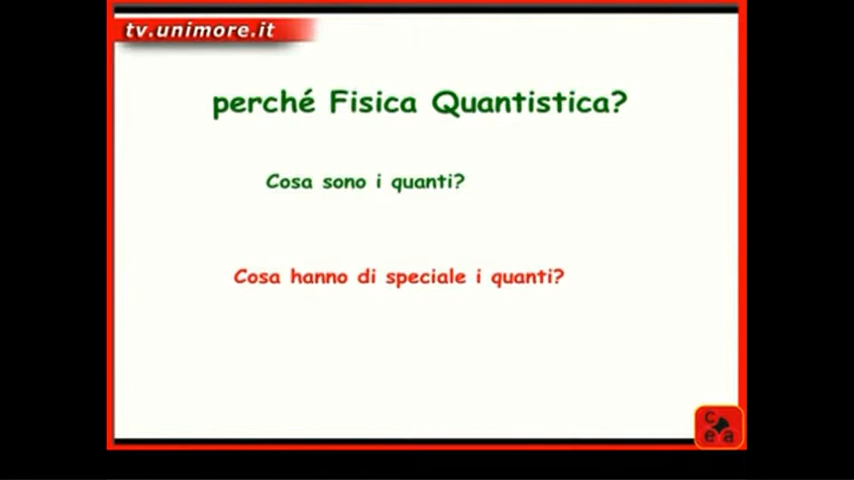 tv.unimore.it
perché Fisica Quantistica?
Cosa sono i quanti?
Cosa hanno di speciale i quanti?
c
e a